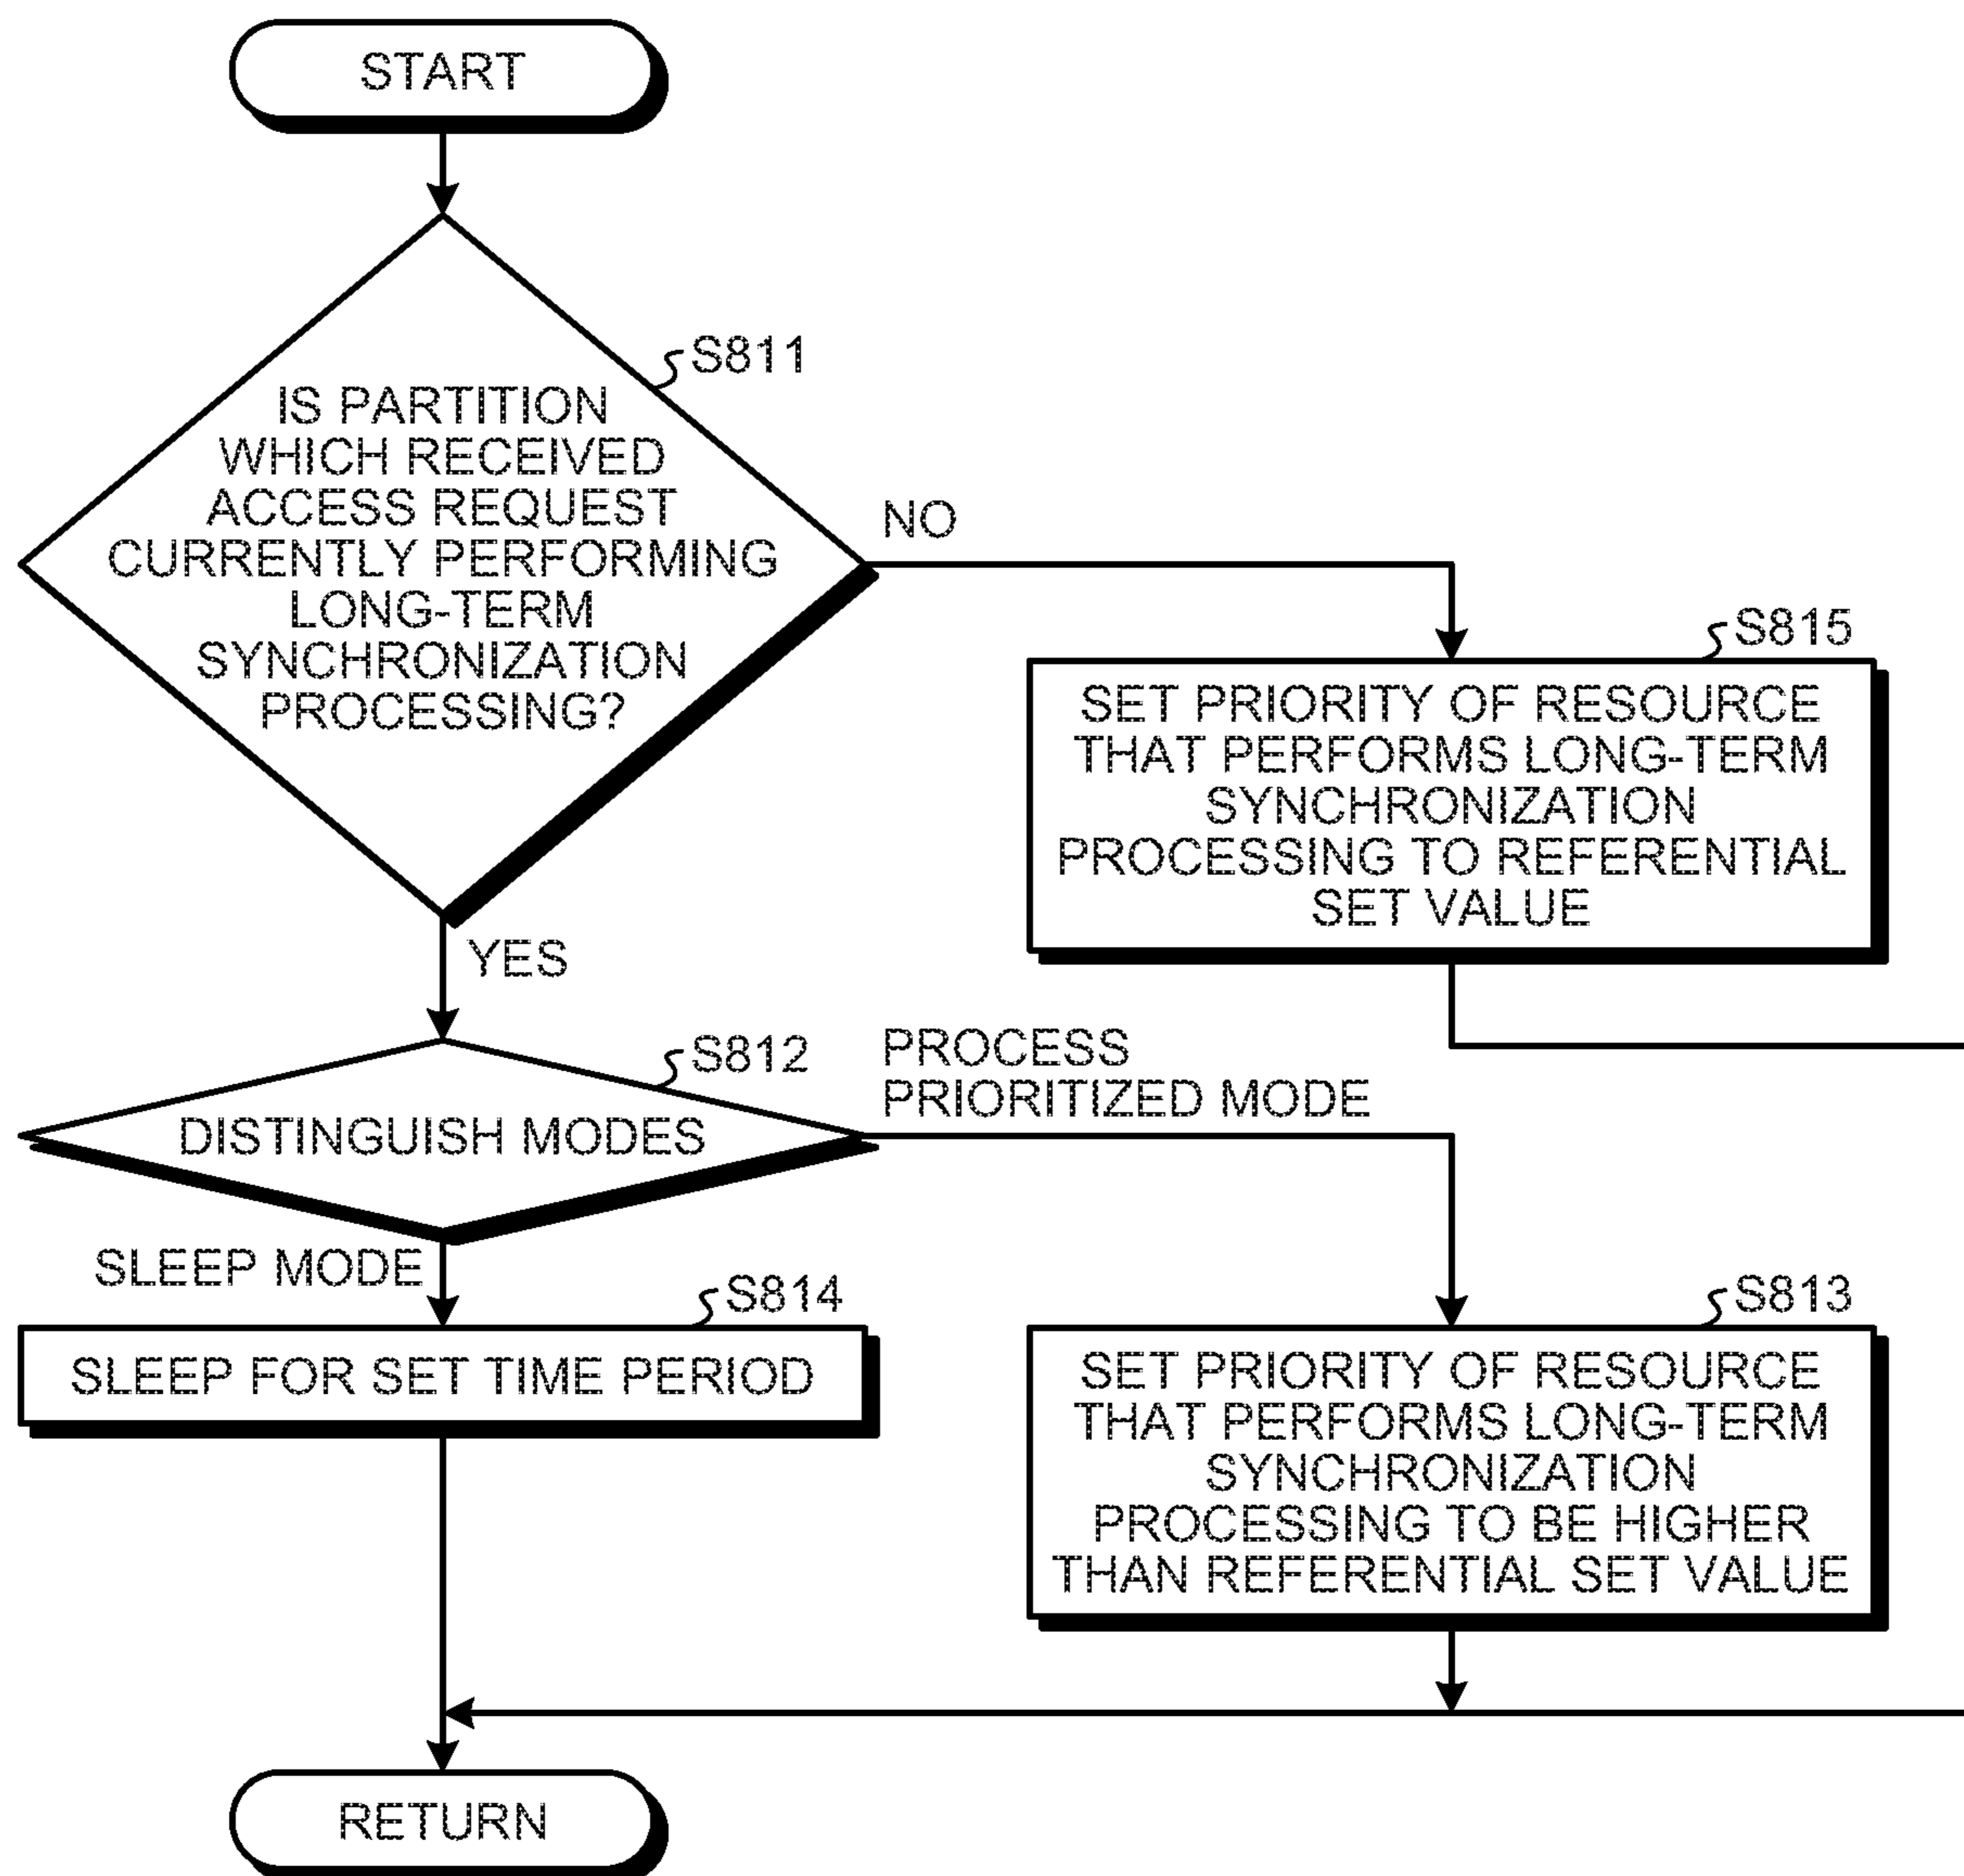 START
S811
IS PARTITION
WHICH RECEIVED
ACCESS REQUEST
CURRENTLY PERFORMING
LONG-TERM
SYNCHRONIZATION
PROCESSING?
NO
YES
S815
SET PRIORITY OF RESOURCE
THAT PERFORMS LONG-TERM
SYNCHRONIZATION
PROCESSING TO REFERENTIAL
SET VALUE
S812
DISTINGUISH MODES
PROCESS
PRIORITIZED MODE
SLEEP MODE
S814
SLEEP FOR SET TIME PERIOD
S813
SET PRIORITY OF RESOURCE
THAT PERFORMS LONG-TERM
SYNCHRONIZATION
PROCESSING TO BE HIGHER
THAN REFERENTIAL SET VALUE
RETURN